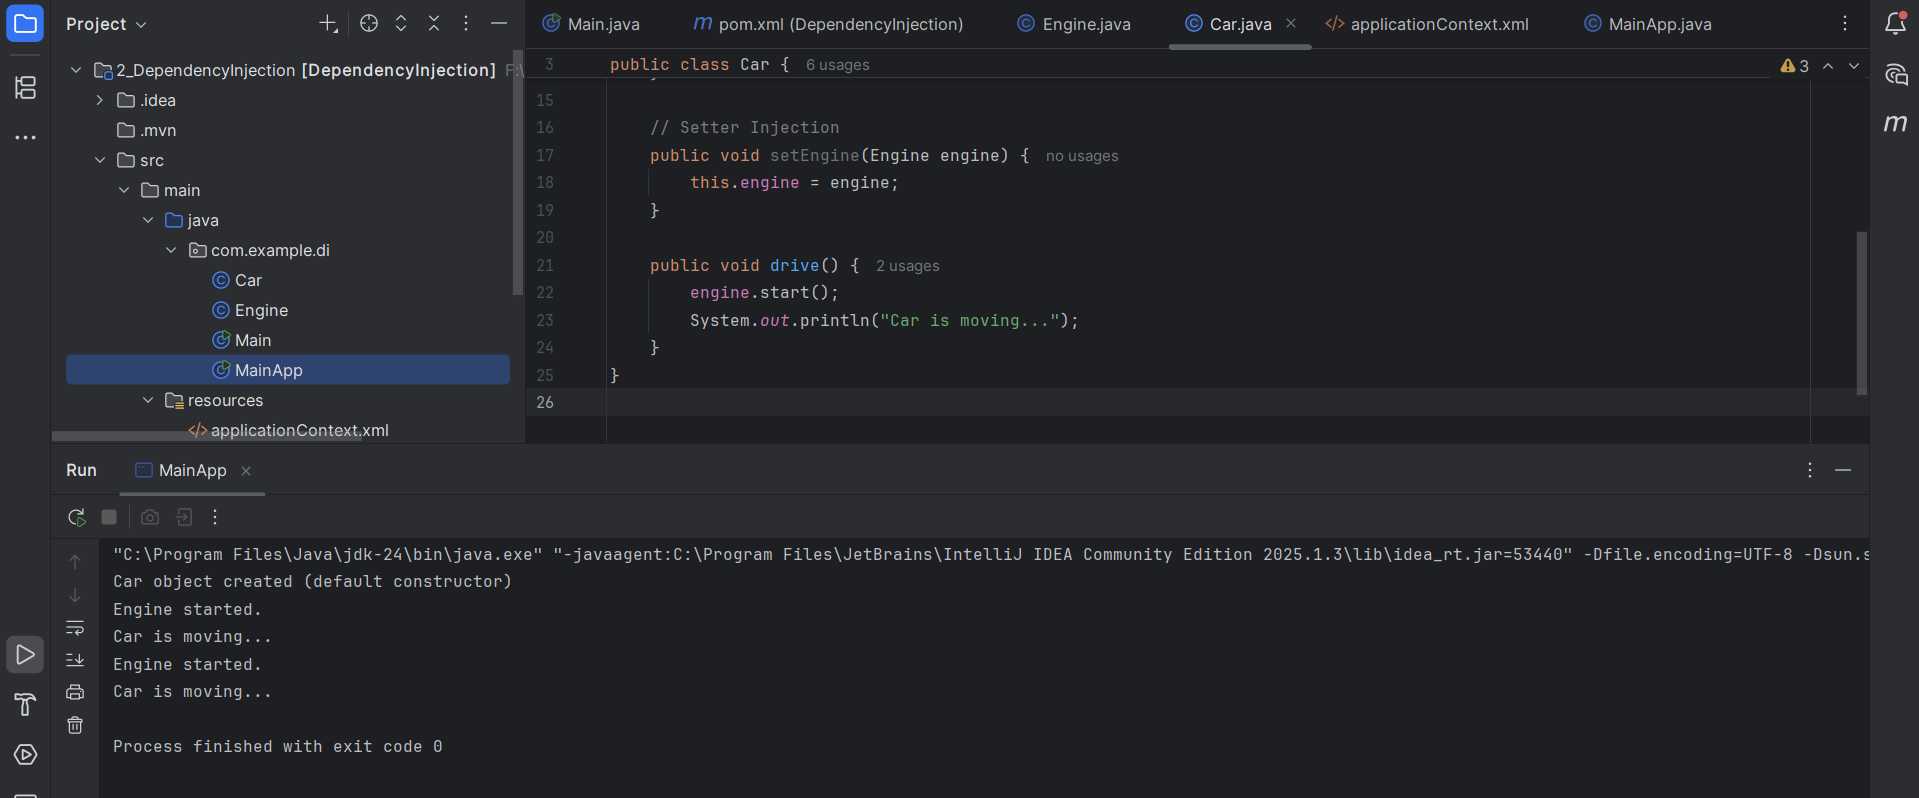 Project
2_DependencyInjection [DependencyInjection] F:\
.idea
.mvn
src
main
java
com.example.di
Car
Engine
Main
MainApp
resources
applicationContext.xml
Main.java
m pom.xml (DependencyInjection)
Engine.java
Car.java
applicationContext.xml
MainApp.java
3 public class Car { 6 usages
3
15
16 // Setter Injection
17 public void setEngine(Engine engine) { no usages
18 this.engine = engine;
19 }
20
21 public void drive() { 2 usages
22 engine.start();
23 System.out.println("Car is moving...");
24 }
25 }
26
m
Run MainApp
"C:\Program Files\Java\jdk-24\bin\java.exe" "-javaagent:C:\Program Files\JetBrains\IntelliJ IDEA Community Edition 2025.1.3\lib\idea_rt.jar=53440" -Dfile.encoding=UTF-8 -Dsun.s
Car object created (default constructor)
Engine started.
Car is moving...
Engine started.
Car is moving...
Process finished with exit code 0